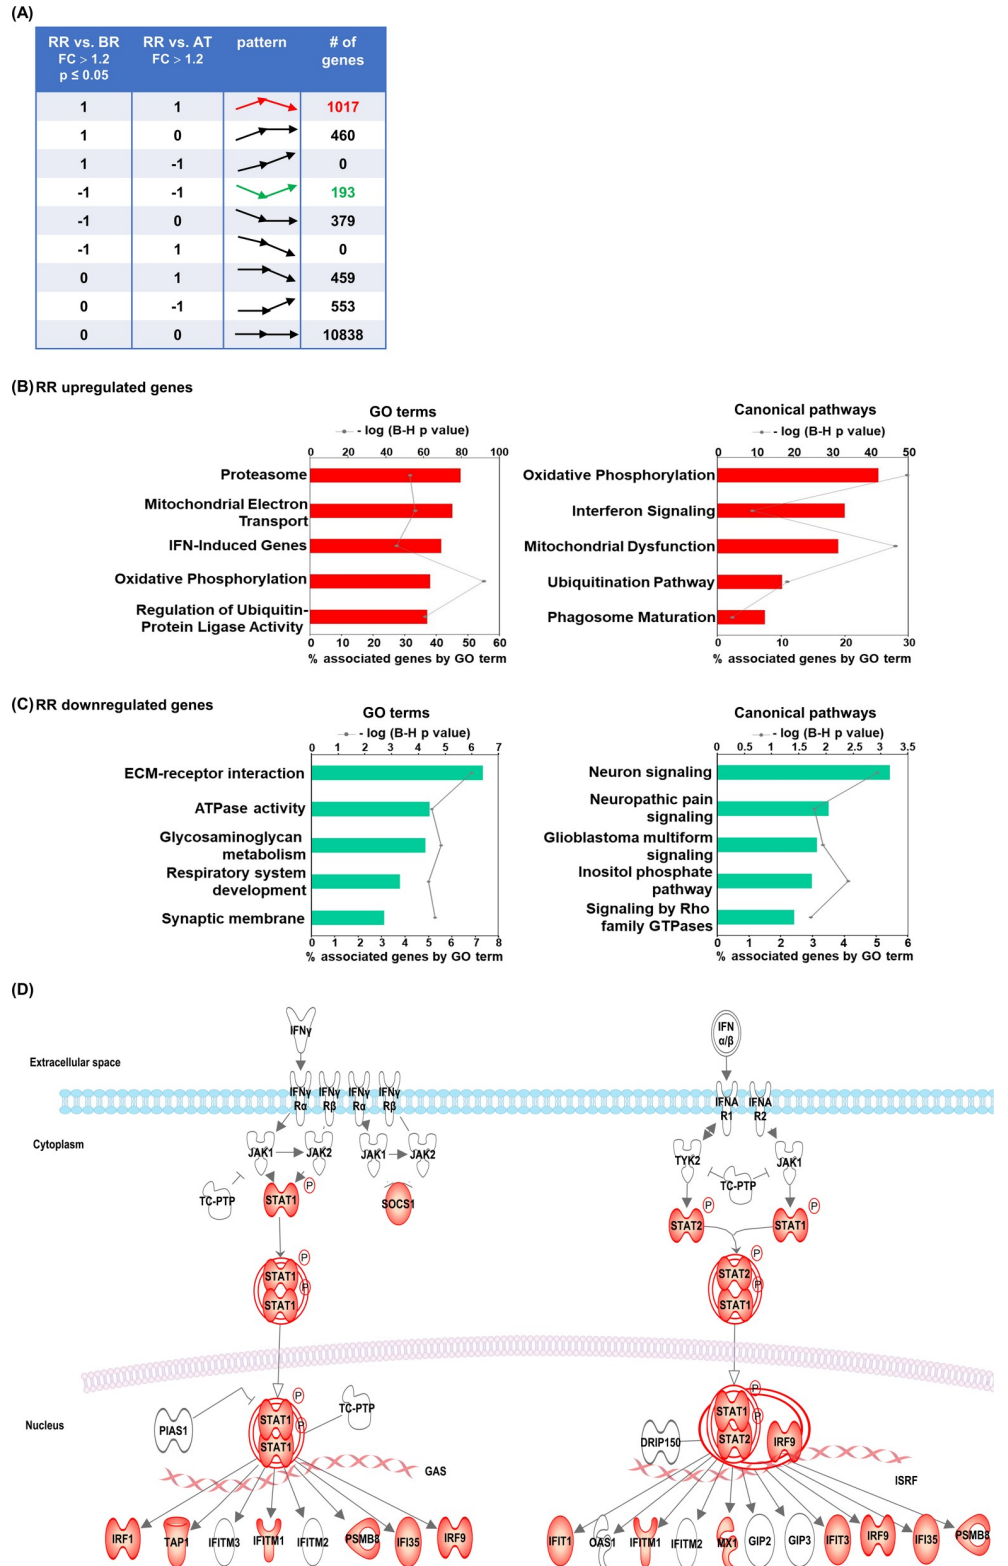 (A)
RR vs. BR RR vs. AT pattern # of
FC > 1.2 FC > 1.2 genes
p ≤ 0.05
1 1 1017
1 0 460
1 -1 0
-1 -1 193
-1 0 379
-1 1 0
0 1 459
0 -1 553
0 0 10838
(B) RR upregulated genes
GO terms
- log (B-H p value)
0 20 40 60 80 100
Proteasome
Mitochondrial Electron
Transport
IFN-Induced Genes
Oxidative Phosphorylation
Regulation of Ubiquitin-
Protein Ligase Activity
0 10 20 30 40 50 60
% associated genes by GO term
Canonical pathways
- log (B-H p value)
0 10 20 30 40 50
Oxidative Phosphorylation
Interferon Signaling
Mitochondrial Dysfunction
Ubiquitination Pathway
Phagosome Maturation
0 10 20 30
% associated genes by GO term
(C) RR downregulated genes
GO terms
- log (B-H p value)
0 1 2 3 4 5 6 7
ECM-receptor interaction
ATPase activity
Glycosaminoglycan
metabolism
Respiratory system
development
Synaptic membrane
0 1 2 3 4 5 6 7 8
% associated genes by GO term
Canonical pathways
- log (B-H p value)
0 0.5 1 1.5 2 2.5 3 3.5
Neuron signaling
Neuropathic pain
signaling
Glioblastoma multiform
signaling
Inositol phosphate
pathway
Signaling by Rho
family GTPases
0 1 2 3 4 5 6
% associated genes by GO term
(D)
IFNγ
IFN
α/β
Extracellular space
IFNγ IFNγ IFNγ IFNγ IFNA IFNA
Rα Rβ Rα Rβ R1 R2
Cytoplasm
JAK1 JAK2 JAK1 JAK2 TYK2 JAK1
TC-PTP STAT1 P SOCS1 TC-PTP
STAT2 P STAT1 P
STAT1 P STAT2 P
STAT1 P STAT1 P
Nucleus
PIAS1 STAT1 P TC-PTP
STAT1 P
DRIP150 STAT1 P IRF9
STAT2 P
GAS
ISRF
IRF1 TAP1 IFITM3 IFITM1 IFITM2 PSMB8 IFI35 IRF9
IFIT1 OAS1 IFITM1 IFITM2 MX1 GIP2 GIP3 IFIT3 IRF9 IFI35 PSMB8